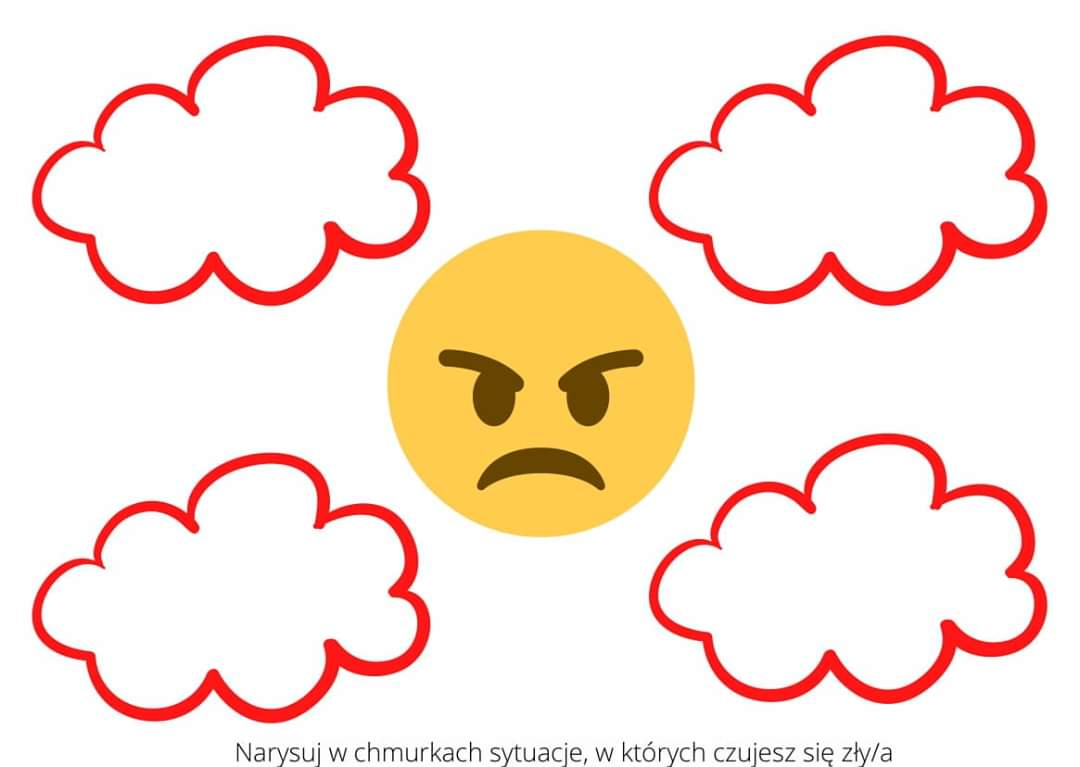 Narysuj w chmurkach sytuacje, w których czujesz się zły/a